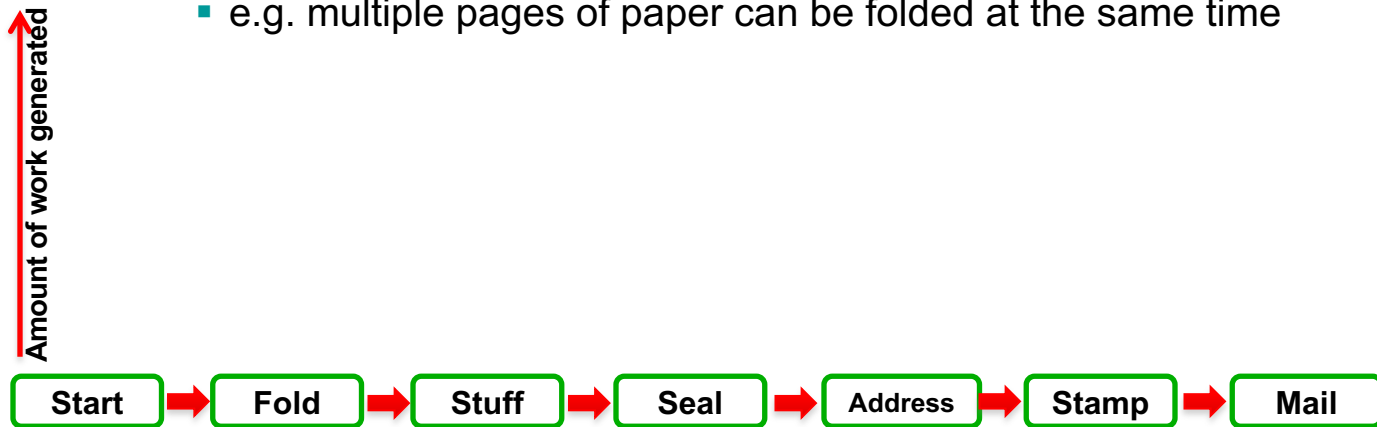 ▪ e.g. multiple pages of paper can be folded at the same time
Amount of work generated
Start
Fold
Stuff
Seal
Address
Stamp
Mail